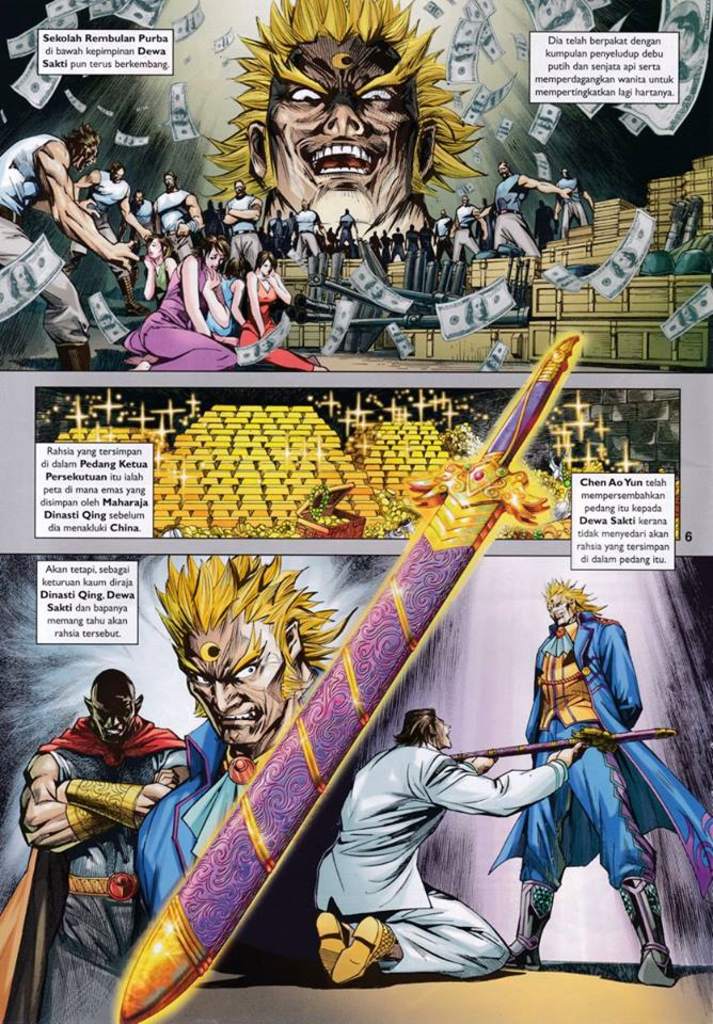 Sekolah Rembulan Purba
di bawah kepimpinan Dewa
Sakti pun terus berkembang.
Dia telah berpakat dengan
kumpulan penyeludup debu
putih dan senjata api serta
memperdagangkan wanita untuk
mempertingkatkan lagi hartanya.
Rahsia yang tersimpan
di dalam Pedang Ketua
Persekutuan itu ialah
peta di mana emas yang
disimpan oleh Maharaja
Dinasti Qing sebelum
dia menakluki China.
Chen Ao Yun telah
mempersembahkan
pedang itu kepada
Dewa Sakti kerana
tidak menyedari akan
rahsia yang tersimpan
di dalam pedang itu.
6
Akan tetapi, sebagai
keturuan kaum diraja
Dinasti Qing, Dewa
Sakti dan bapanya
memang tahu akan
rahsia tersebut.